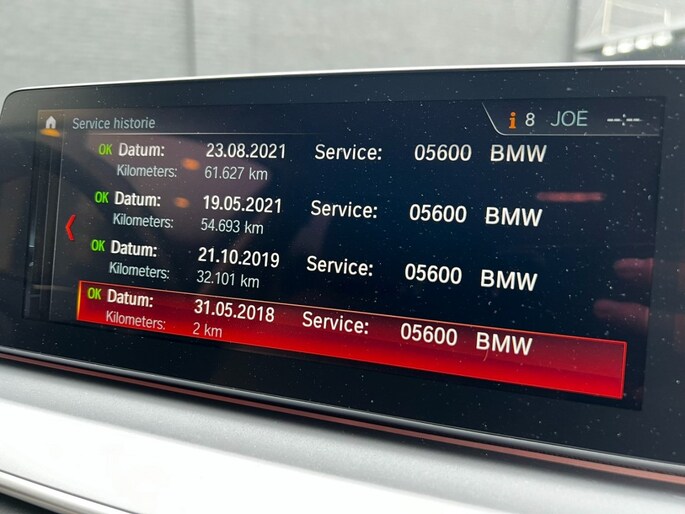 Service historie i 8 JOE --:--
OK Datum: 23.08.2021 Service: 05600 BMW
Kilometers: 61.627 km
OK Datum: 19.05.2021 Service: 05600 BMW
Kilometers: 54.693 km
OK Datum: 21.10.2019 Service: 05600 BMW
Kilometers: 32.101 km
OK Datum: 31.05.2018 Service: 05600 BMW
Kilometers: 2 km